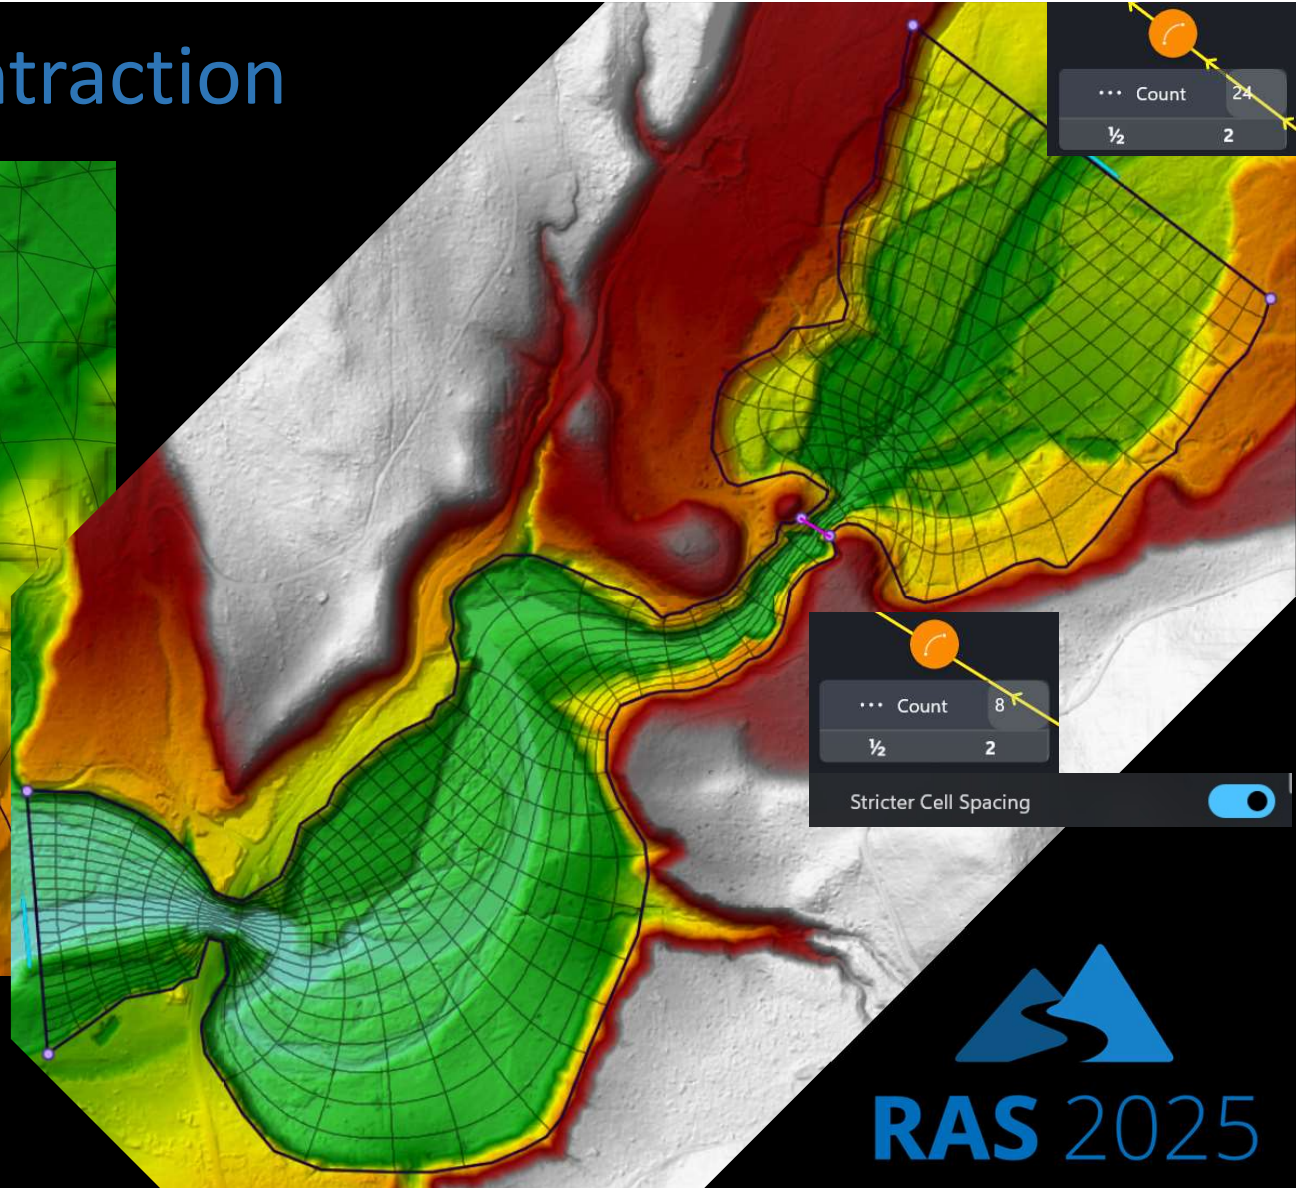 ntraction
Count 24
½ 2
Count 8
½ 2
Stricter Cell Spacing
RAS 2025